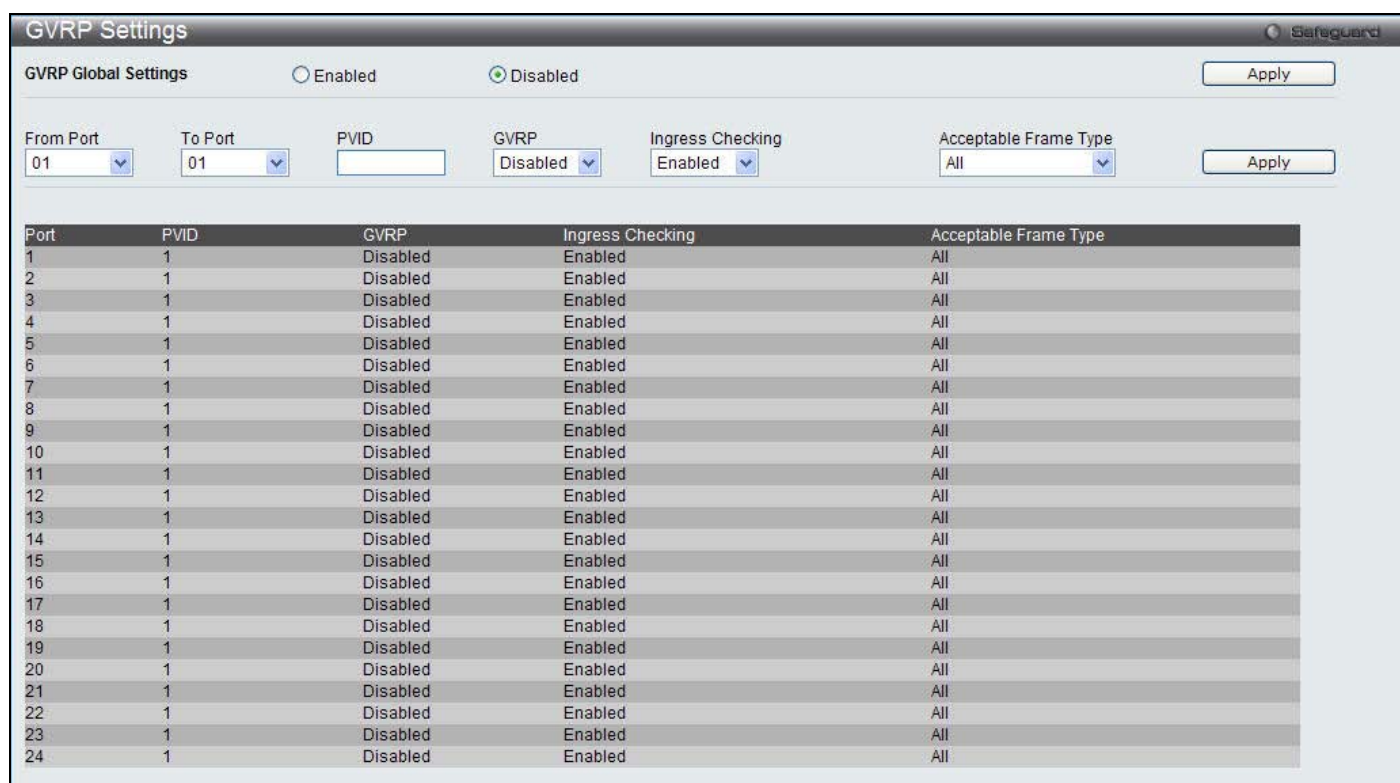 GVRP Settings Safeguard
GVRP Global Settings Enabled Disabled Apply
From Port To Port PVID GVRP Ingress Checking Acceptable Frame Type
01 01 Disabled Enabled All Apply
Port PVID GVRP Ingress Checking Acceptable Frame Type
1 1 Disabled Enabled All
2 1 Disabled Enabled All
3 1 Disabled Enabled All
4 1 Disabled Enabled All
5 1 Disabled Enabled All
6 1 Disabled Enabled All
7 1 Disabled Enabled All
8 1 Disabled Enabled All
9 1 Disabled Enabled All
10 1 Disabled Enabled All
11 1 Disabled Enabled All
12 1 Disabled Enabled All
13 1 Disabled Enabled All
14 1 Disabled Enabled All
15 1 Disabled Enabled All
16 1 Disabled Enabled All
17 1 Disabled Enabled All
18 1 Disabled Enabled All
19 1 Disabled Enabled All
20 1 Disabled Enabled All
21 1 Disabled Enabled All
22 1 Disabled Enabled All
23 1 Disabled Enabled All
24 1 Disabled Enabled All